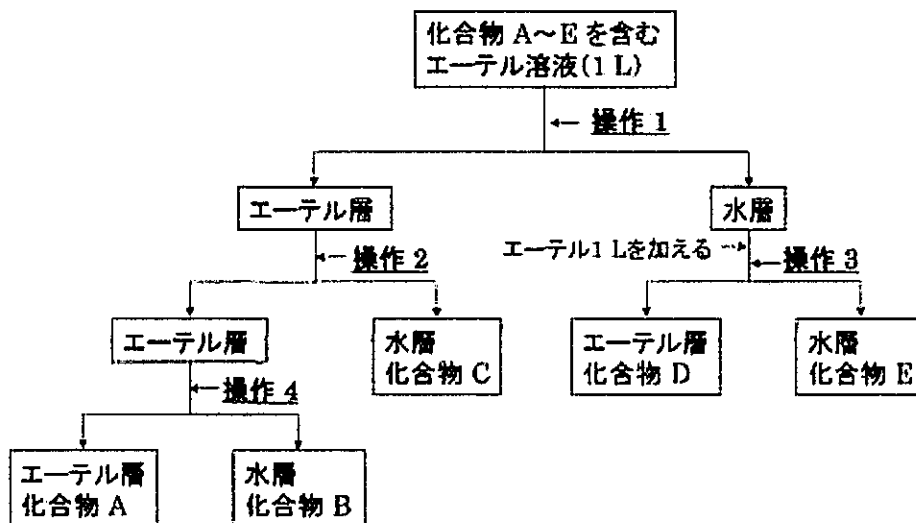 化合物 A～E を含む
エーテル溶液(1 L)
操作 1
エーテル層
水層
操作 2
エーテル1 Lを加える
操作 3
エーテル層
水層
化合物 C
エーテル層
化合物 D
水層
化合物 E
操作 4
エーテル層
化合物 A
水層
化合物 B